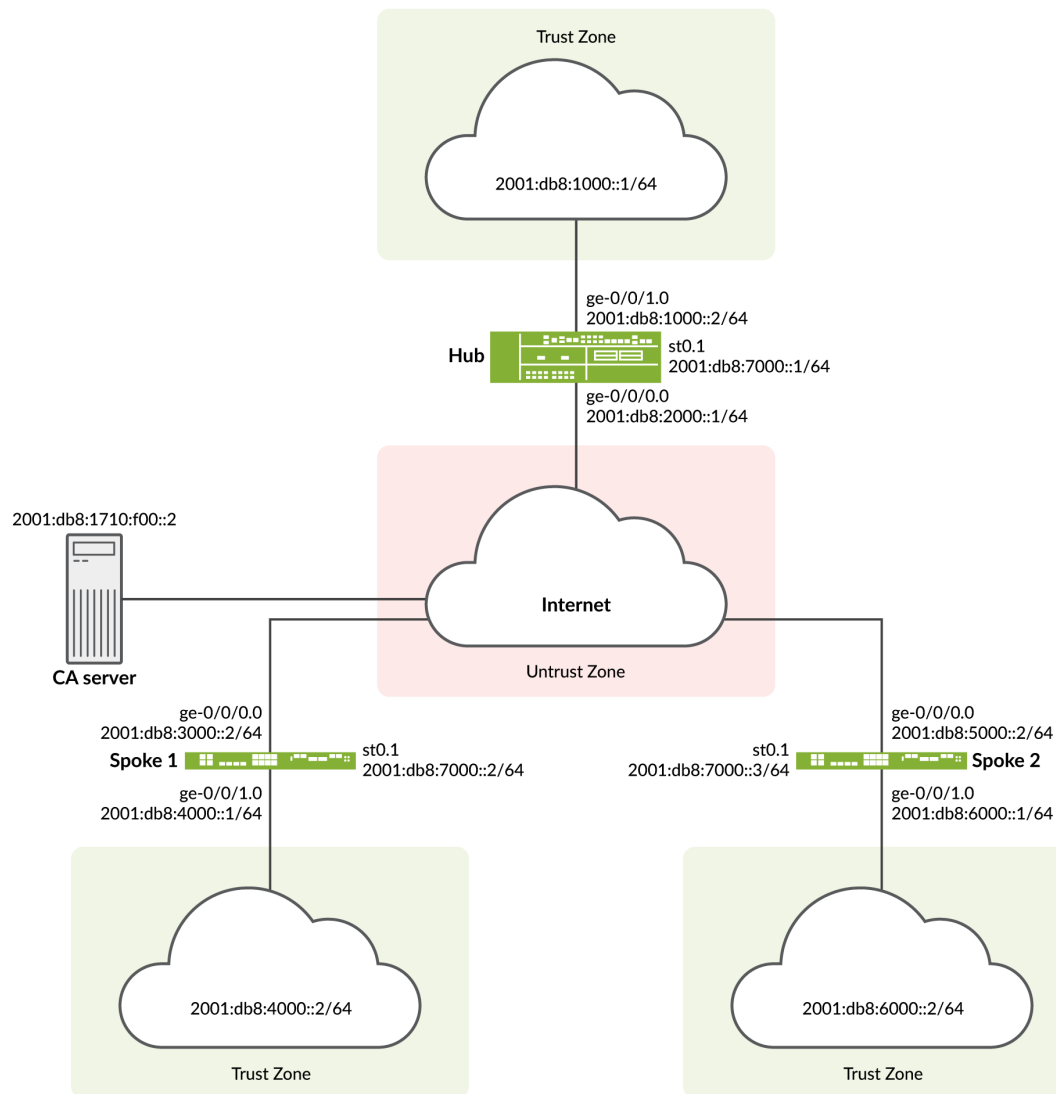 Trust Zone
2001:db8:1000::1/64
ge-0/0/1.0
2001:db8:1000::2/64
Hub
st0.1
2001:db8:7000::1/64
ge-0/0/0.0
2001:db8:2000::1/64
2001:db8:1710:f00::2
CA server
Internet
Untrust Zone
ge-0/0/0.0
2001:db8:3000::2/64
Spoke 1
st0.1
2001:db8:7000::2/64
ge-0/0/1.0
2001:db8:4000::1/64
ge-0/0/0.0
2001:db8:5000::2/64
st0.1
2001:db8:7000::3/64
Spoke 2
ge-0/0/1.0
2001:db8:6000::1/64
2001:db8:4000::2/64
Trust Zone
2001:db8:6000::2/64
Trust Zone